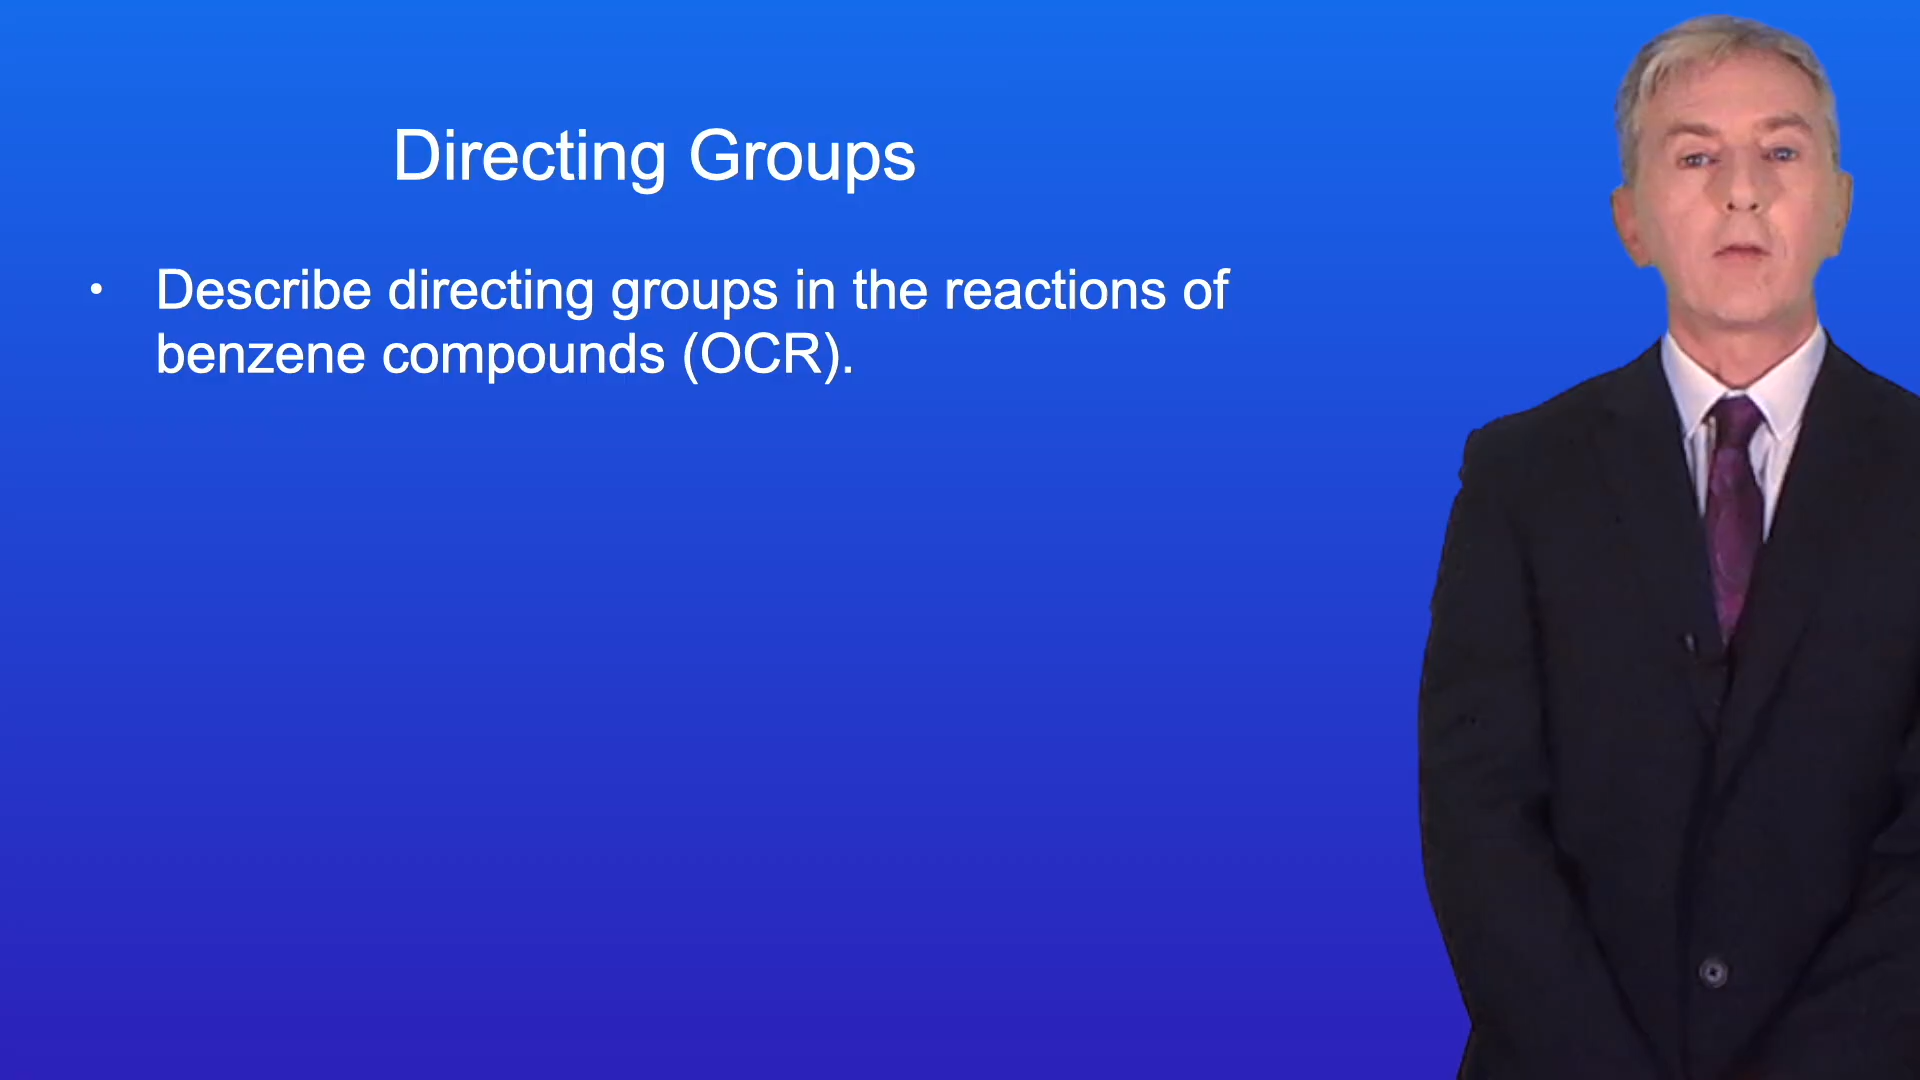 Directing Groups
• Describe directing groups in the reactions of
benzene compounds (OCR).